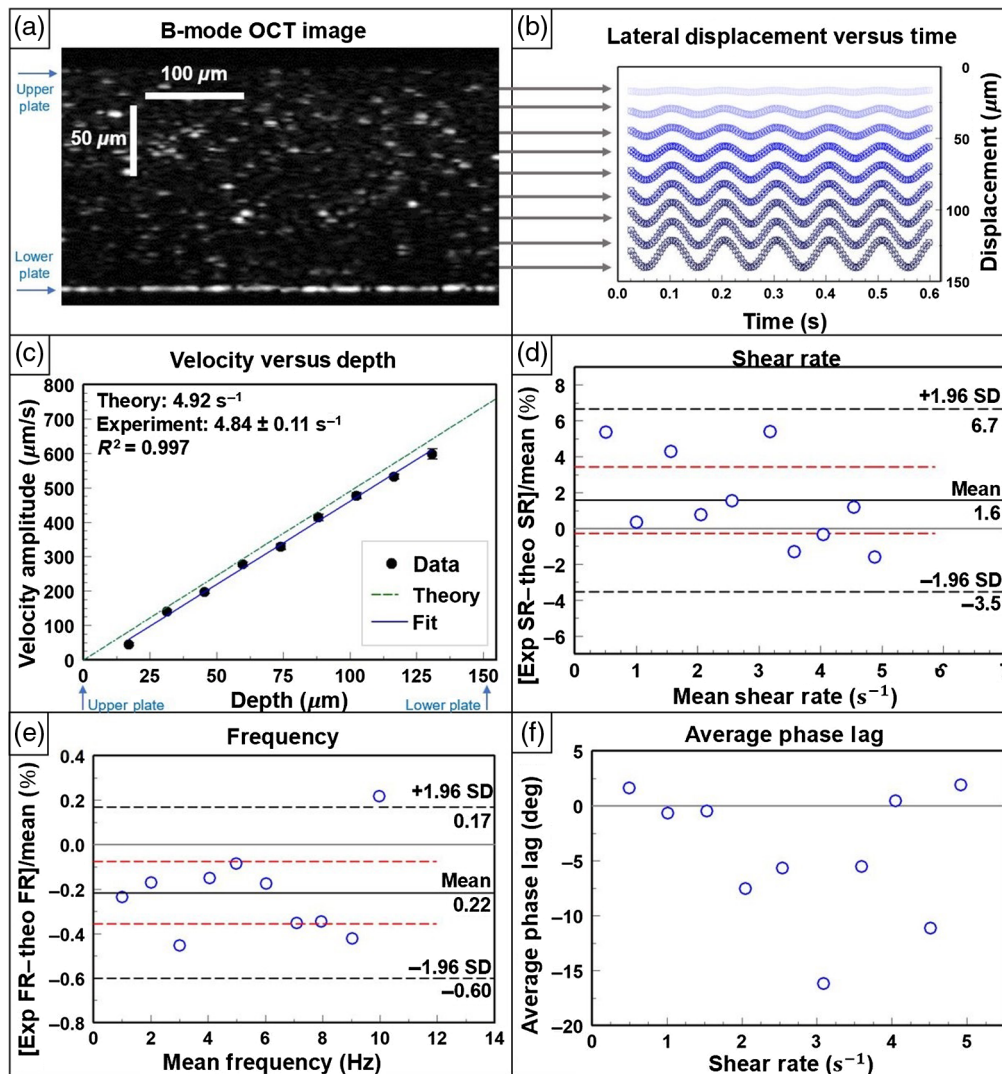 (a)
B-mode OCT image
Upper
plate
100 μm
50 μm
Lower
plate
(b)
Lateral displacement versus time
0
50
100
150
Displacement (μm)
0.0 0.1 0.2 0.3 0.4 0.5 0.6
Time (s)
(c)
Velocity versus depth
Velocity amplitude (μm/s)
800
700
600
500
400
300
200
100
0
Theory: 4.92 s⁻¹
Experiment: 4.84 ± 0.11 s⁻¹
R² = 0.997
Data
Theory
Fit
0 25 50 75 100 125 150
Depth (μm)
Upper plate
Lower plate
(d)
Shear rate
[Exp SR–theo SR]/mean (%)
8
6
4
2
0
−2
−4
−6
+1.96 SD
6.7
Mean
1.6
−1.96 SD
−3.5
0 1 2 3 4 5 6 7
Mean shear rate (s⁻¹)
(e)
Frequency
[Exp FR–theo FR]/mean (%)
0.4
0.2
0.0
−0.2
−0.4
−0.6
−0.8
+1.96 SD
0.17
Mean
0.22
−1.96 SD
−0.60
0 2 4 6 8 10 12 14
Mean frequency (Hz)
(f)
Average phase lag
Average phase lag (deg)
5
0
−5
−10
−15
−20
0 1 2 3 4 5
Shear rate (s⁻¹)